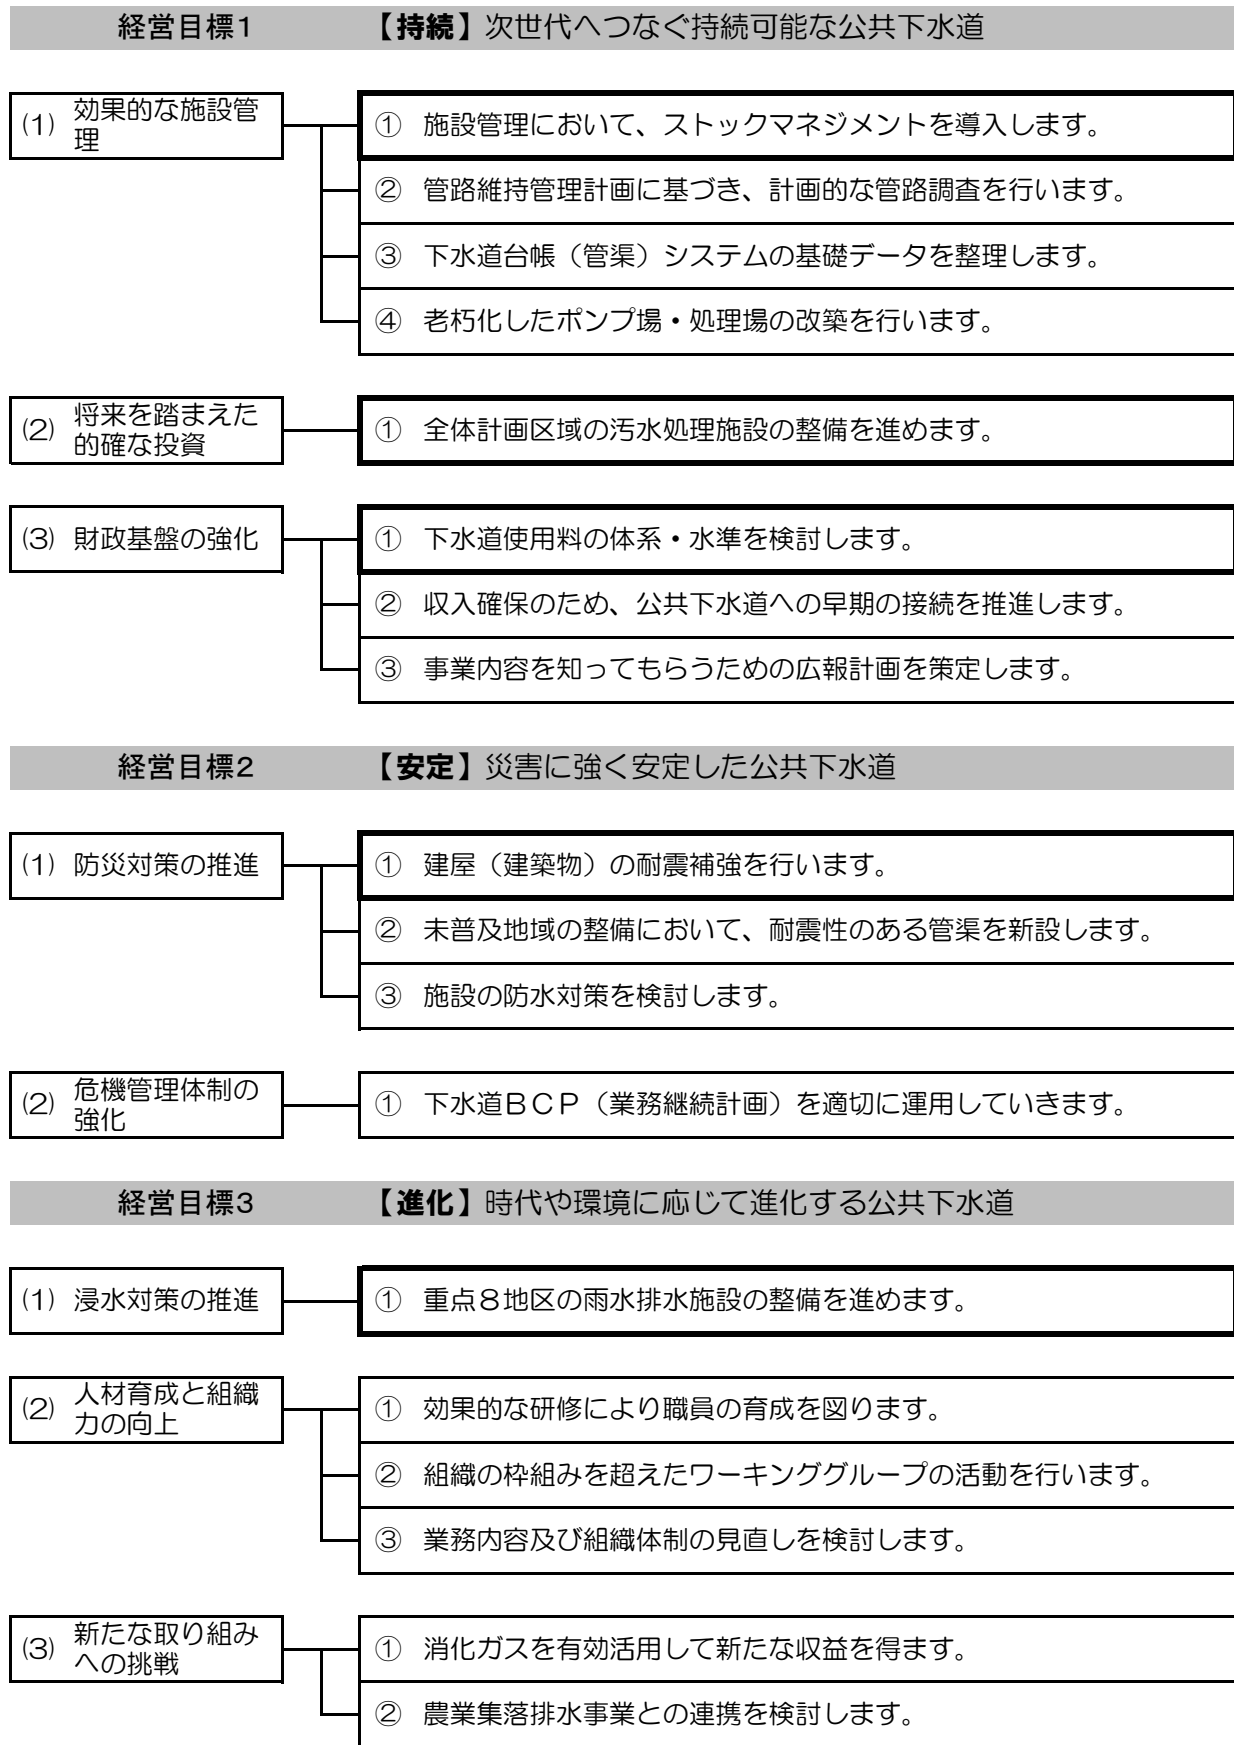 経営目標1 【持続】次世代へつなぐ持続可能な公共下水道
(1) 効果的な施設管
理
① 施設管理において、ストックマネジメントを導入します。
② 管路維持管理計画に基づき、計画的な管路調査を行います。
③ 下水道台帳（管渠）システムの基礎データを整理します。
④ 老朽化したポンプ場・処理場の改築を行います。
(2) 将来を踏まえた
的確な投資
① 全体計画区域の汚水処理施設の整備を進めます。
(3) 財政基盤の強化
① 下水道使用料の体系・水準を検討します。
② 収入確保のため、公共下水道への早期の接続を推進します。
③ 事業内容を知ってもらうための広報計画を策定します。
経営目標2 【安定】災害に強く安定した公共下水道
(1) 防災対策の推進
① 建屋（建築物）の耐震補強を行います。
② 未普及地域の整備において、耐震性のある管渠を新設します。
③ 施設の防水対策を検討します。
(2) 危機管理体制の
強化
① 下水道ＢＣＰ（業務継続計画）を適切に運用していきます。
経営目標3 【進化】時代や環境に応じて進化する公共下水道
(1) 浸水対策の推進
① 重点８地区の雨水排水施設の整備を進めます。
(2) 人材育成と組織
力の向上
① 効果的な研修により職員の育成を図ります。
② 組織の枠組みを超えたワーキンググループの活動を行います。
③ 業務内容及び組織体制の見直しを検討します。
(3) 新たな取り組み
への挑戦
① 消化ガスを有効活用して新たな収益を得ます。
② 農業集落排水事業との連携を検討します。